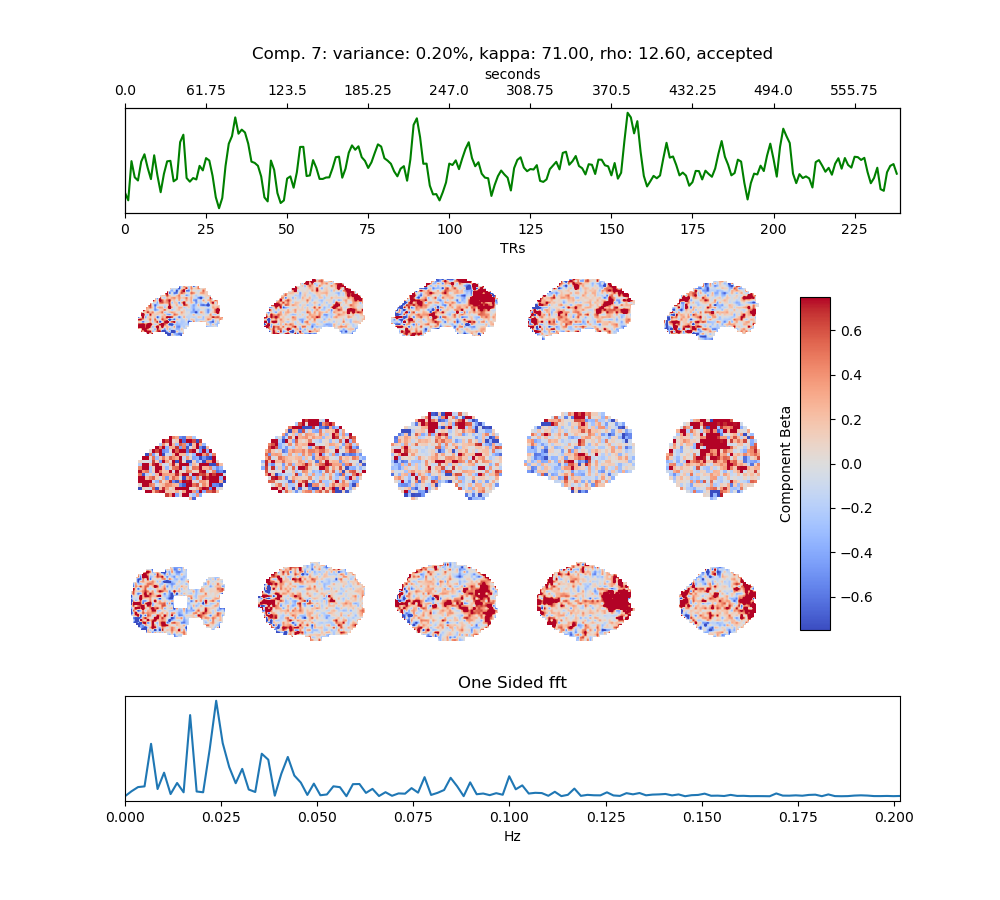 Comp. 7: variance: 0.20%, kappa: 71.00, rho: 12.60, accepted
seconds
0.0 61.75 123.5 185.25 247.0 308.75 370.5 432.25 494.0 555.75
0 25 50 75 100 125 150 175 200 225
TRs
0.6
0.4
0.2
0.0
−0.2
−0.4
−0.6
Component Beta
One Sided fft
0.000 0.025 0.050 0.075 0.100 0.125 0.150 0.175 0.200
Hz